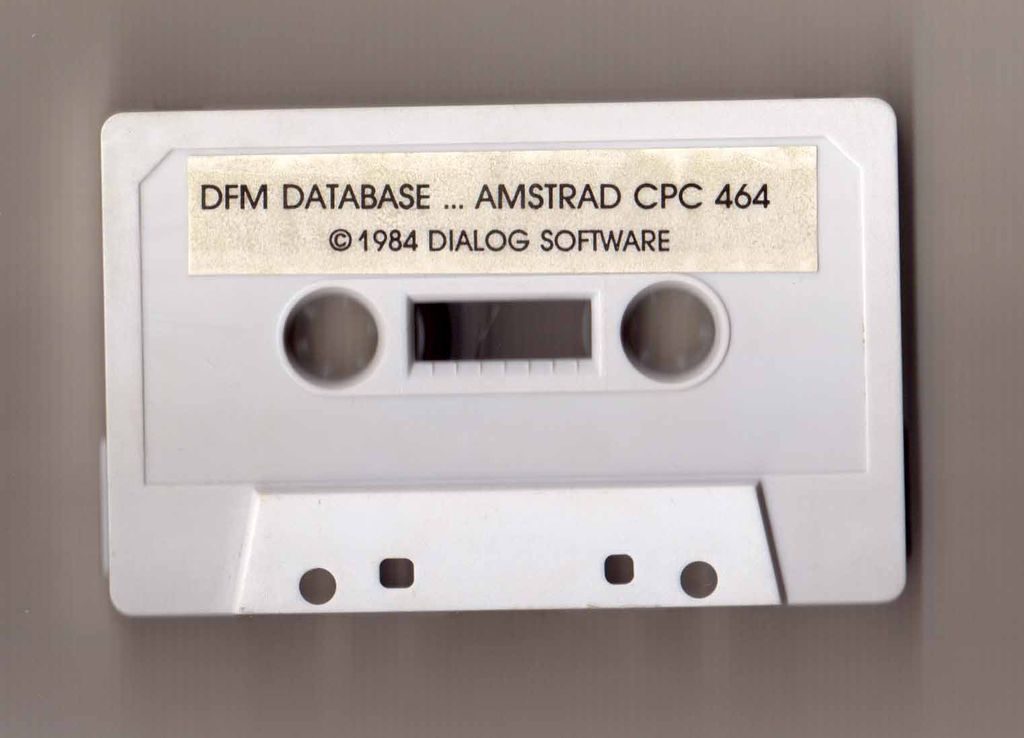 DFM DATABASE ... AMSTRAD CPC 464
© 1984 DIALOG SOFTWARE